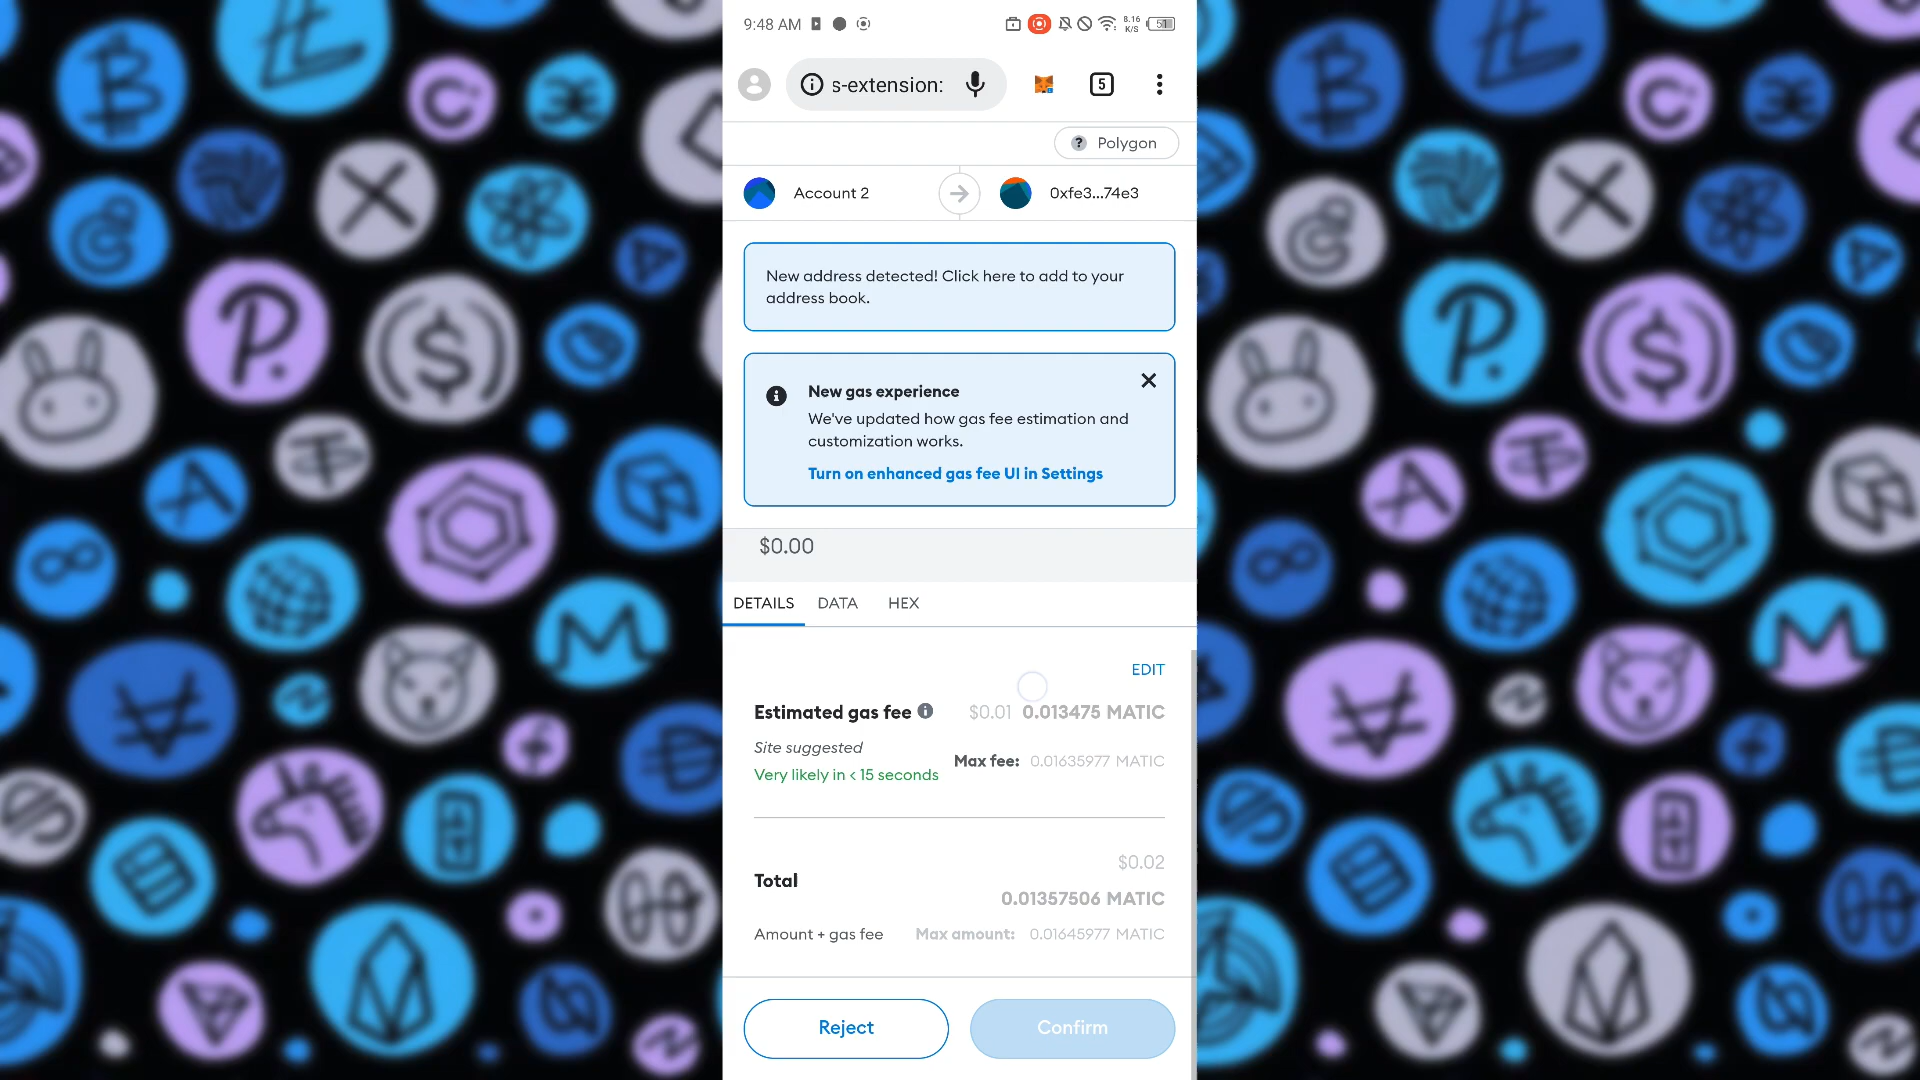 9:48 AM
8.16
K/S
51
s-extension:
5
? Polygon
Account 2
0xfe3...74e3
New address detected! Click here to add to your
address book.
New gas experience
We've updated how gas fee estimation and
customization works.
Turn on enhanced gas fee UI in Settings
$0.00
DETAILS DATA HEX
EDIT
Estimated gas fee $0.01 0.013475 MATIC
Site suggested
Very likely in < 15 seconds
Max fee: 0.01635977 MATIC
$0.02
Total
0.01357506 MATIC
Amount + gas fee Max amount: 0.01645977 MATIC
Reject Confirm